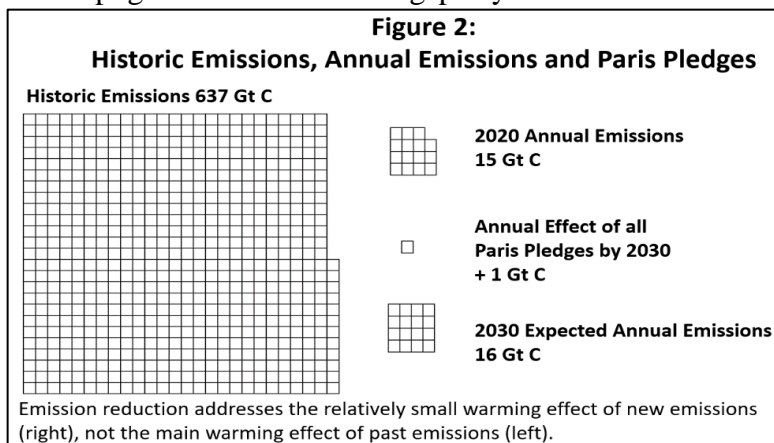 Figure 2:
Historic Emissions, Annual Emissions and Paris Pledges
Historic Emissions 637 Gt C
2020 Annual Emissions
15 Gt C
Annual Effect of all
Paris Pledges by 2030
+ 1 Gt C
2030 Expected Annual Emissions
16 Gt C
Emission reduction addresses the relatively small warming effect of new emissions
(right), not the main warming effect of past emissions (left).